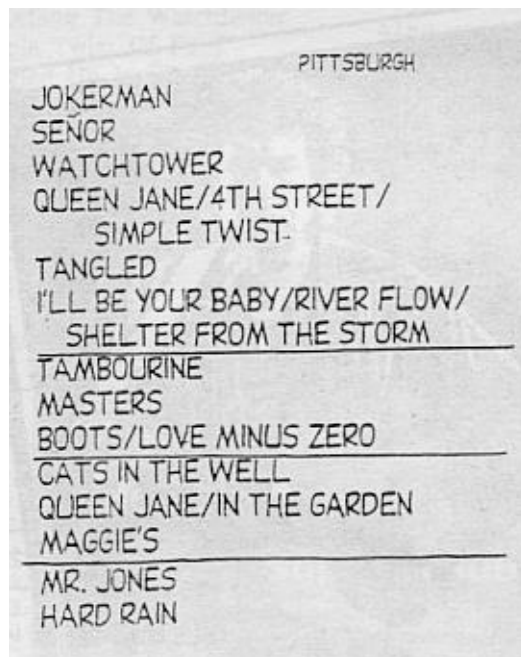 PITTSBURGH
JOKERMAN
SEÑOR
WATCHTOWER
QUEEN JANE/4TH STREET/
SIMPLE TWIST
TANGLED
I'LL BE YOUR BABY/RIVER FLOW/
SHELTER FROM THE STORM
TAMBOURINE
MASTERS
BOOTS/LOVE MINUS ZERO
CATS IN THE WELL
QUEEN JANE/IN THE GARDEN
MAGGIE'S
MR. JONES
HARD RAIN